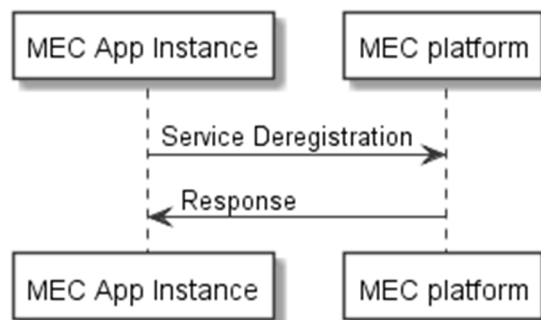 MEC App Instance
MEC platform
Service Deregistration
Response
MEC App Instance
MEC platform